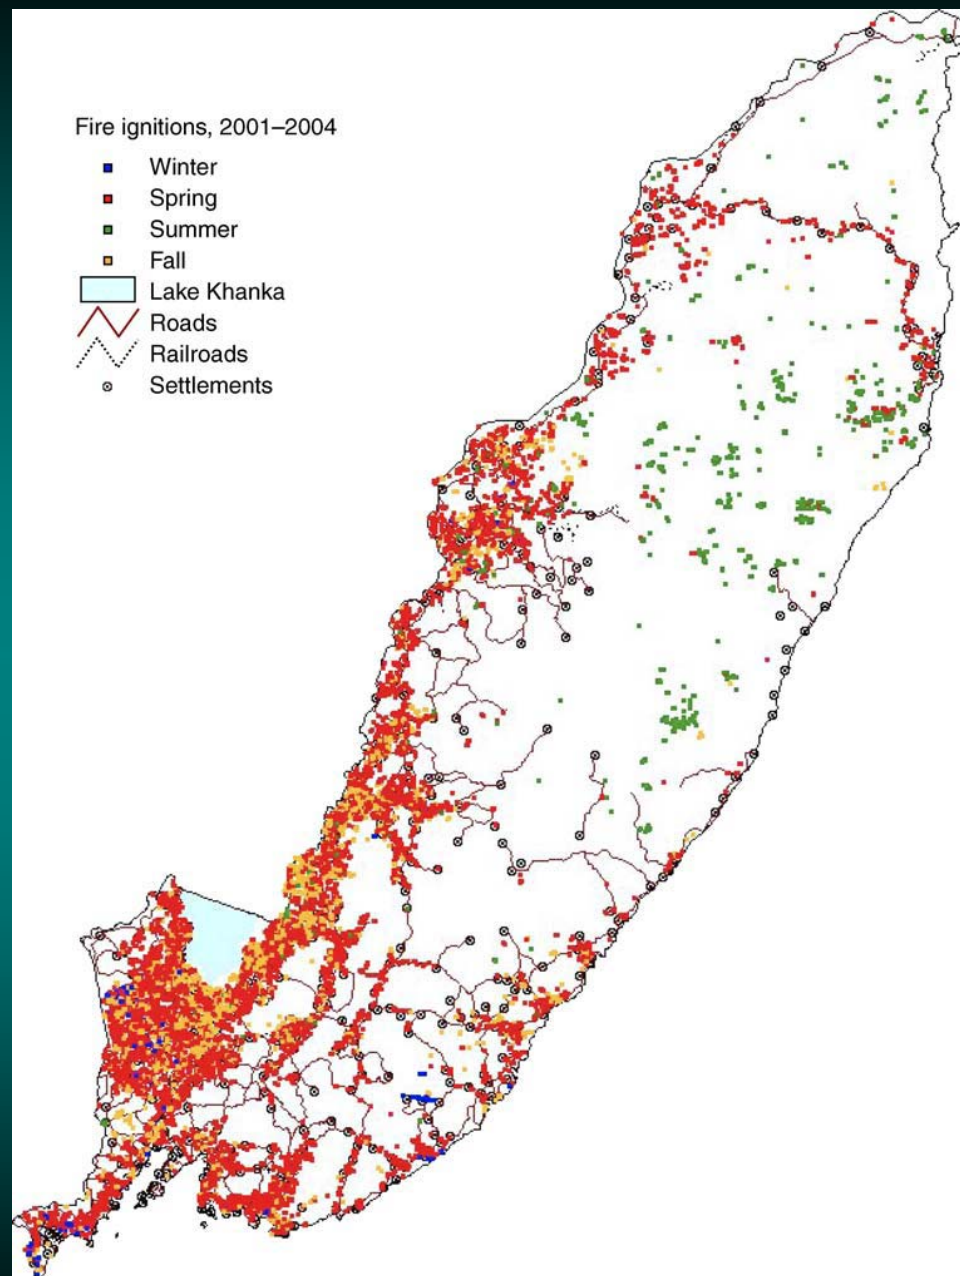 Fire ignitions, 2001–2004
Winter
Spring
Summer
Fall
Lake Khanka
Roads
Railroads
Settlements